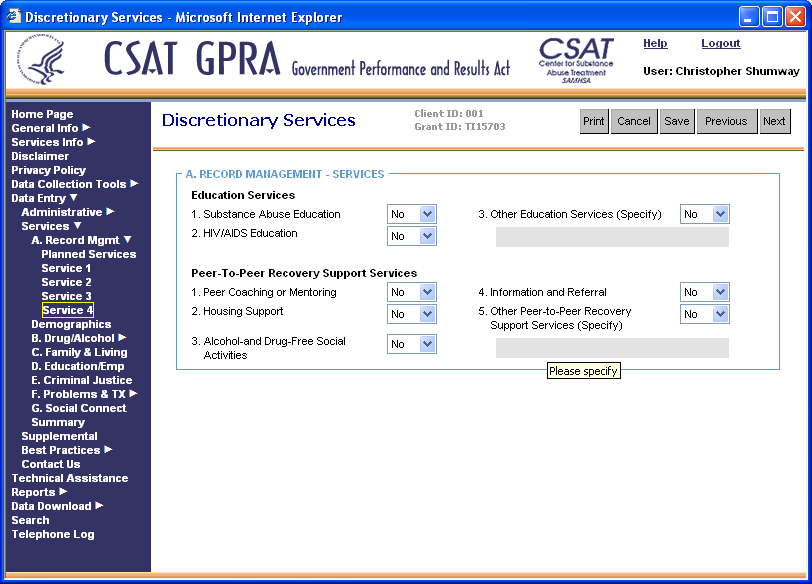 Discretionary Services - Microsoft Internet Explorer
CSAT GPRA Government Performance and Results Act
CSAT
Center for Substance
Abuse Treatment
SAMHSA
Help Logout
User: Christopher Shumway
Home Page
General Info
Services Info
Disclaimer
Privacy Policy
Data Collection Tools
Data Entry
Administrative
Services
A. Record Mgmt
Planned Services
Service 1
Service 2
Service 3
Service 4
Demographics
B. Drug/Alcohol
C. Family & Living
D. Education/Emp
E. Criminal Justice
F. Problems & TX
G. Social Connect
Summary
Supplemental
Best Practices
Contact Us
Technical Assistance
Reports
Data Download
Search
Telephone Log
Discretionary Services
Client ID: 001
Grant ID: TI15703
Print Cancel Save Previous Next
A. RECORD MANAGEMENT - SERVICES
Education Services
1. Substance Abuse Education No
3. Other Education Services (Specify) No
2. HIV/AIDS Education No
Peer-To-Peer Recovery Support Services
1. Peer Coaching or Mentoring No
4. Information and Referral No
2. Housing Support No
5. Other Peer-to-Peer Recovery
Support Services (Specify) No
3. Alcohol-and Drug-Free Social
Activities No
Please specify